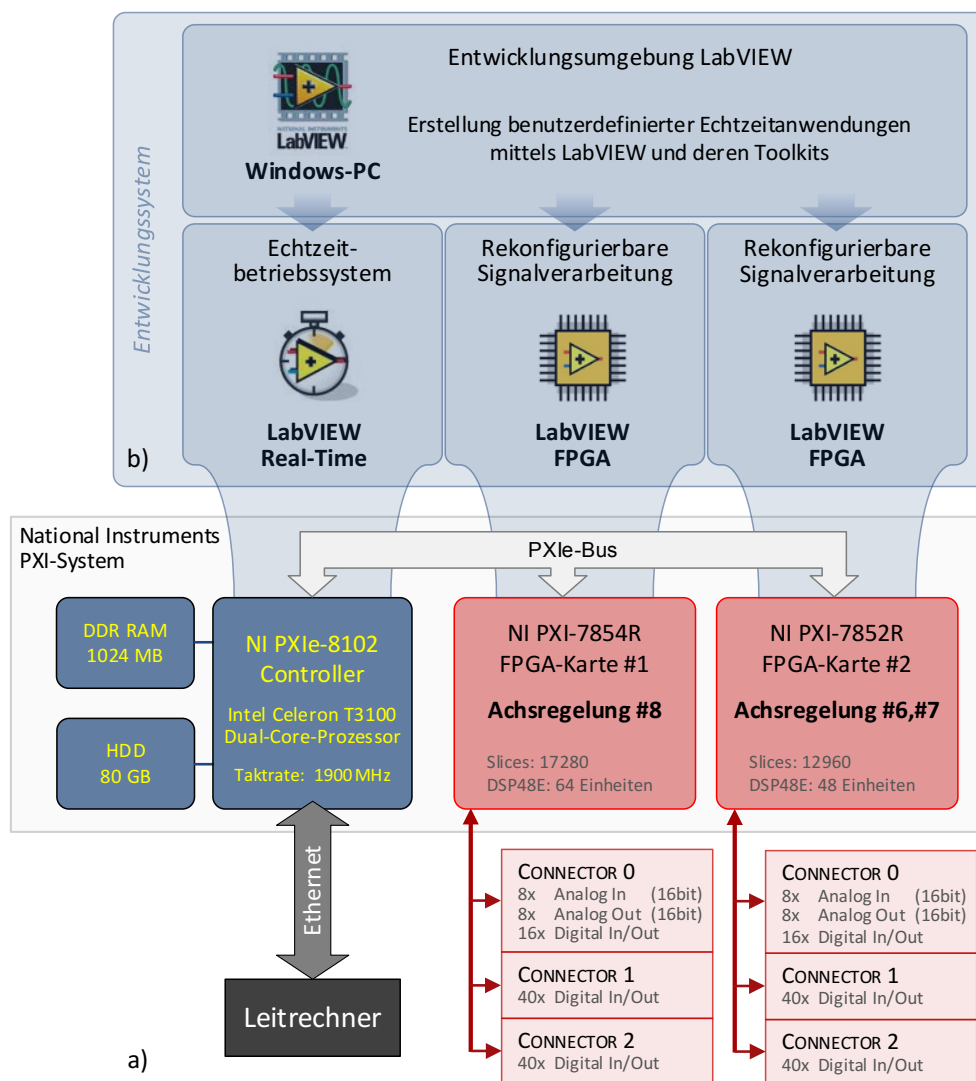 Entwicklungssystem
Entwicklungsumgebung LabVIEW
NATIONAL INSTRUMENTS
LabVIEW
Windows-PC
Erstellung benutzerdefinierter Echtzeitanwendungen
mittels LabVIEW und deren Toolkits
Echtzeit-
betriebssystem
LabVIEW
Real-Time
Rekonfigurierbare
Signalverarbeitung
LabVIEW
FPGA
Rekonfigurierbare
Signalverarbeitung
LabVIEW
FPGA
b)
National Instruments
PXI-System
PXIe-Bus
DDR RAM
1024 MB
HDD
80 GB
NI PXIe-8102
Controller
Intel Celeron T3100
Dual-Core-Prozessor
Taktrate: 1900 MHz
NI PXI-7854R
FPGA-Karte #1
Achsregelung #8
Slices: 17280
DSP48E: 64 Einheiten
NI PXI-7852R
FPGA-Karte #2
Achsregelung #6,#7
Slices: 12960
DSP48E: 48 Einheiten
Ethernet
Leitrechner
CONNECTOR 0
8x Analog In (16bit)
8x Analog Out (16bit)
16x Digital In/Out
CONNECTOR 1
40x Digital In/Out
CONNECTOR 2
40x Digital In/Out
CONNECTOR 0
8x Analog In (16bit)
8x Analog Out (16bit)
16x Digital In/Out
CONNECTOR 1
40x Digital In/Out
CONNECTOR 2
40x Digital In/Out
a)